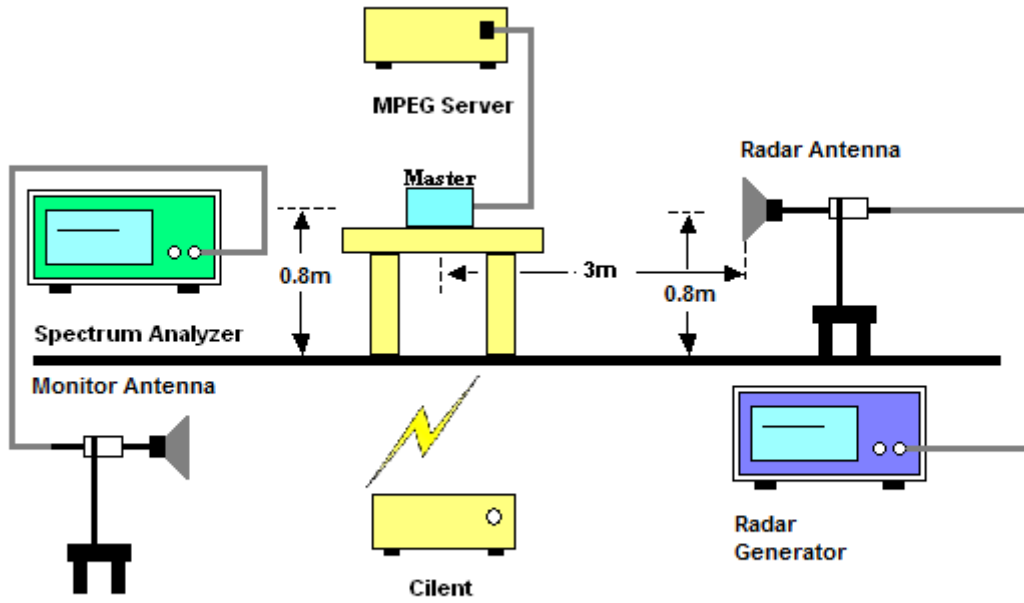 MPEG Server
Radar Antenna
Master
0.8m
3m
0.8m
Spectrum Analyzer
Monitor Antenna
Radar
Generator
Cilent